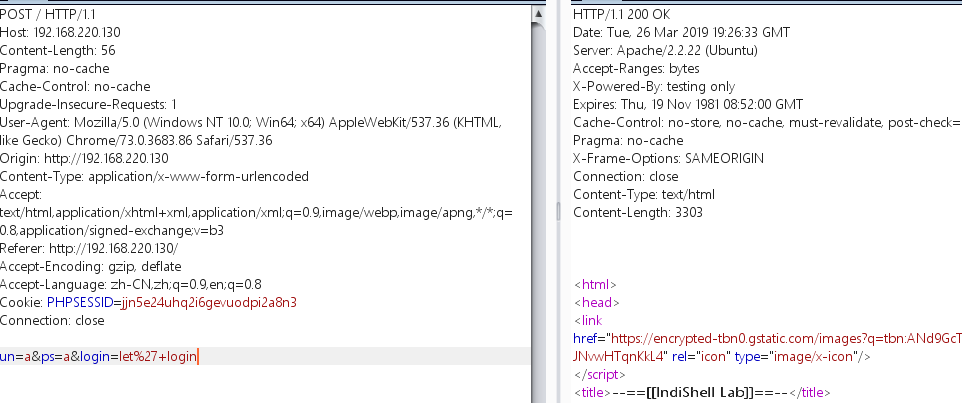 POST / HTTP/1.1
Host: 192.168.220.130
Content-Length: 56
Pragma: no-cache
Cache-Control: no-cache
Upgrade-Insecure-Requests: 1
User-Agent: Mozilla/5.0 (Windows NT 10.0; Win64; x64) AppleWebKit/537.36 (KHTML,
like Gecko) Chrome/73.0.3683.86 Safari/537.36
Origin: http://192.168.220.130
Content-Type: application/x-www-form-urlencoded
Accept:
text/html,application/xhtml+xml,application/xml;q=0.9,image/webp,image/apng,*/*;q=
0.8,application/signed-exchange;v=b3
Referer: http://192.168.220.130/
Accept-Encoding: gzip, deflate
Accept-Language: zh-CN,zh;q=0.9,en;q=0.8
Cookie: PHPSESSID=jjn5e24uhq2i6gevuodpi2a8n3
Connection: close
un=a&ps=a&login=let%27+login
HTTP/1.1 200 OK
Date: Tue, 26 Mar 2019 19:26:33 GMT
Server: Apache/2.2.22 (Ubuntu)
Accept-Ranges: bytes
X-Powered-By: testing only
Expires: Thu, 19 Nov 1981 08:52:00 GMT
Cache-Control: no-store, no-cache, must-revalidate, post-check=
Pragma: no-cache
X-Frame-Options: SAMEORIGIN
Connection: close
Content-Type: text/html
Content-Length: 3303
<html>
<head>
<link
href="https://encrypted-tbn0.gstatic.com/images?q=tbn:ANd9GcT
JNvwHTqnKkL4" rel="icon" type="image/x-icon"/>
</script>
<title>--==[[IndiShell Lab]]==--</title>